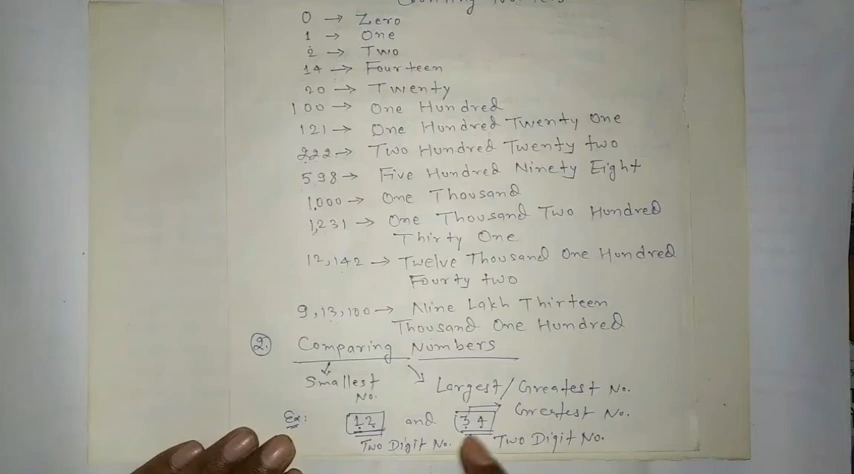 0 → Zero
1 → One
2 → Two
14 → Fourteen
20 → Twenty
100 → One Hundred
121 → One Hundred Twenty One
222 → Two Hundred Twenty two
598 → Five Hundred Ninety Eight
1,000 → One Thousand
1,231 → One Thousand Two Hundred
Thirty One
12,142 → Twelve Thousand One Hundred
Fourty two
9,13,100 → Nine Lakh Thirteen
Thousand One Hundred
2. Comparing Numbers
Smallest No. Largest/Greatest No.
Ex: 12 and 34 Greatest No.
Two Digit No. Two Digit No.